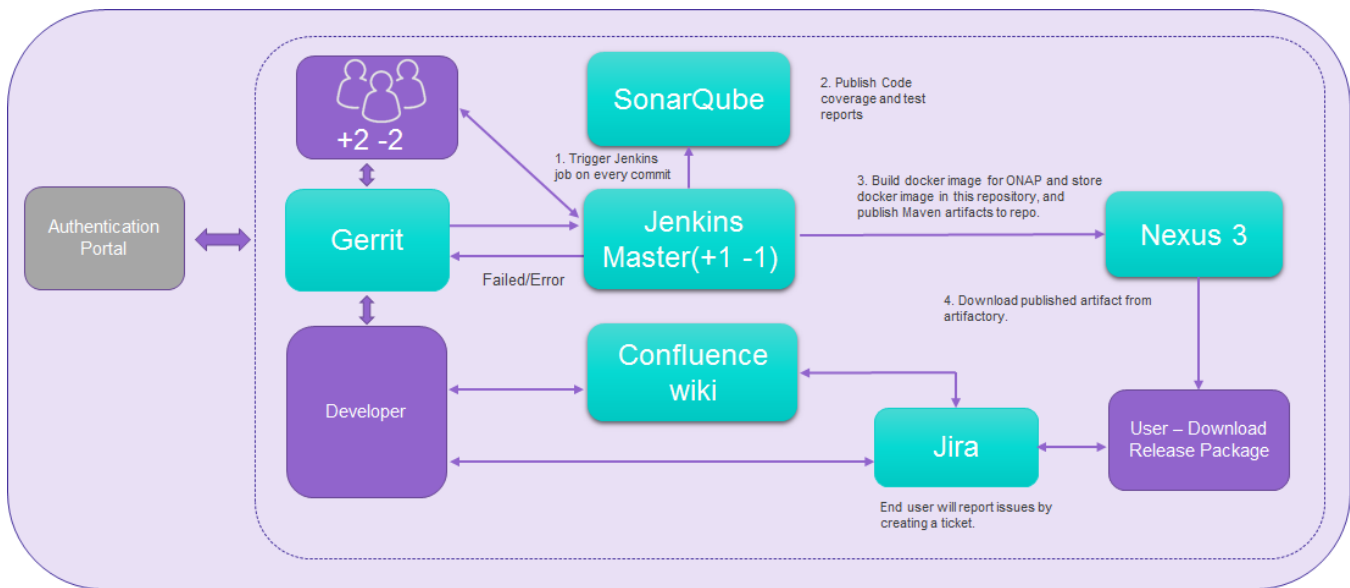 +2 -2
SonarQube
2. Publish Code
coverage and test
reports
1. Trigger Jenkins
job on every commit
3. Build docker image for ONAP and store
docker image in this repository, and
publish Maven artifacts to repo.
Authentication
Portal
Gerrit
Jenkins
Master(+1 -1)
Nexus 3
Failed/Error
4. Download published artifact from
artifactory.
Developer
Confluence
wiki
Jira
User – Download
Release Package
End user will report issues by
creating a ticket.